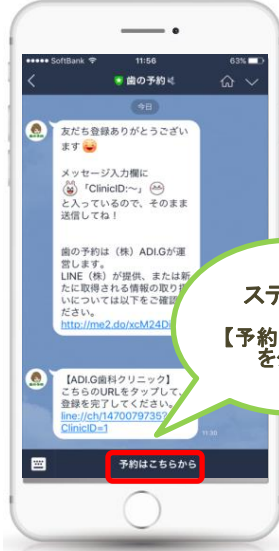 SoftBank 11:56 63%
歯の予約
今日
友だち登録ありがとうござい
ます
メッセージ入力欄に
「ClinicID:～」
と入っているので、そのまま
送信してね！
歯の予約は（株）ADI.Gが運
営します。
LINE（株）が提供、または新
たに取得される情報の取り
いについては以下をご確認
ださい。
http://me2.do/xcM24D
ステ
【予約
を
【ADI.G歯科クリニック】
こちらのURLをタップして、
登録を完了してください。
line://ch/1470079735?
ClinicID=1
11:30
予約はこちらから